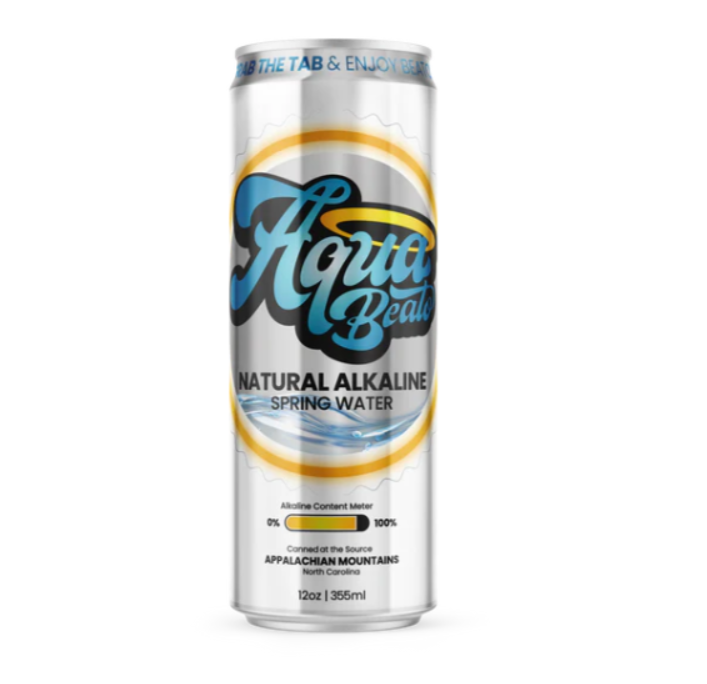 THE TAB & ENJOY
Aqua
Beats
NATURAL ALKALINE
SPRING WATER
Alkaline Content Meter
0% 100%
Canned at the Source
APPALACHIAN MOUNTAINS
North Carolina
12oz | 355ml